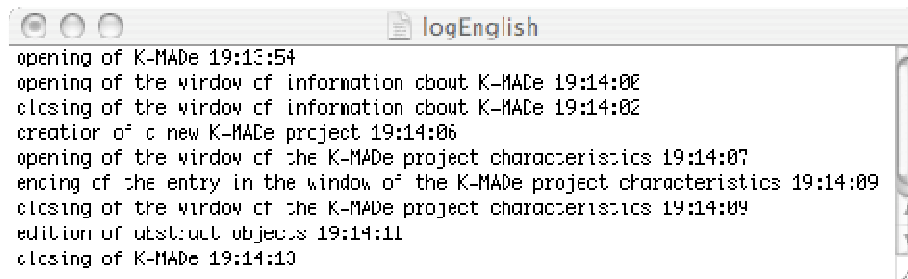 logEnglish
opening of K-MADe 19:13:54
opening of the window of information about K-MADe 19:14:00
closing of the window of information about K-MADe 19:14:02
creation of a new K-MADe project 19:14:06
opening of the window of the K-MADe project characteristics 19:14:07
ending of the entry in the window of the K-MADe project characteristics 19:14:09
closing of the window of the K-MADe project characteristics 19:14:09
edition of abstract objects 19:14:11
closing of K-MADe